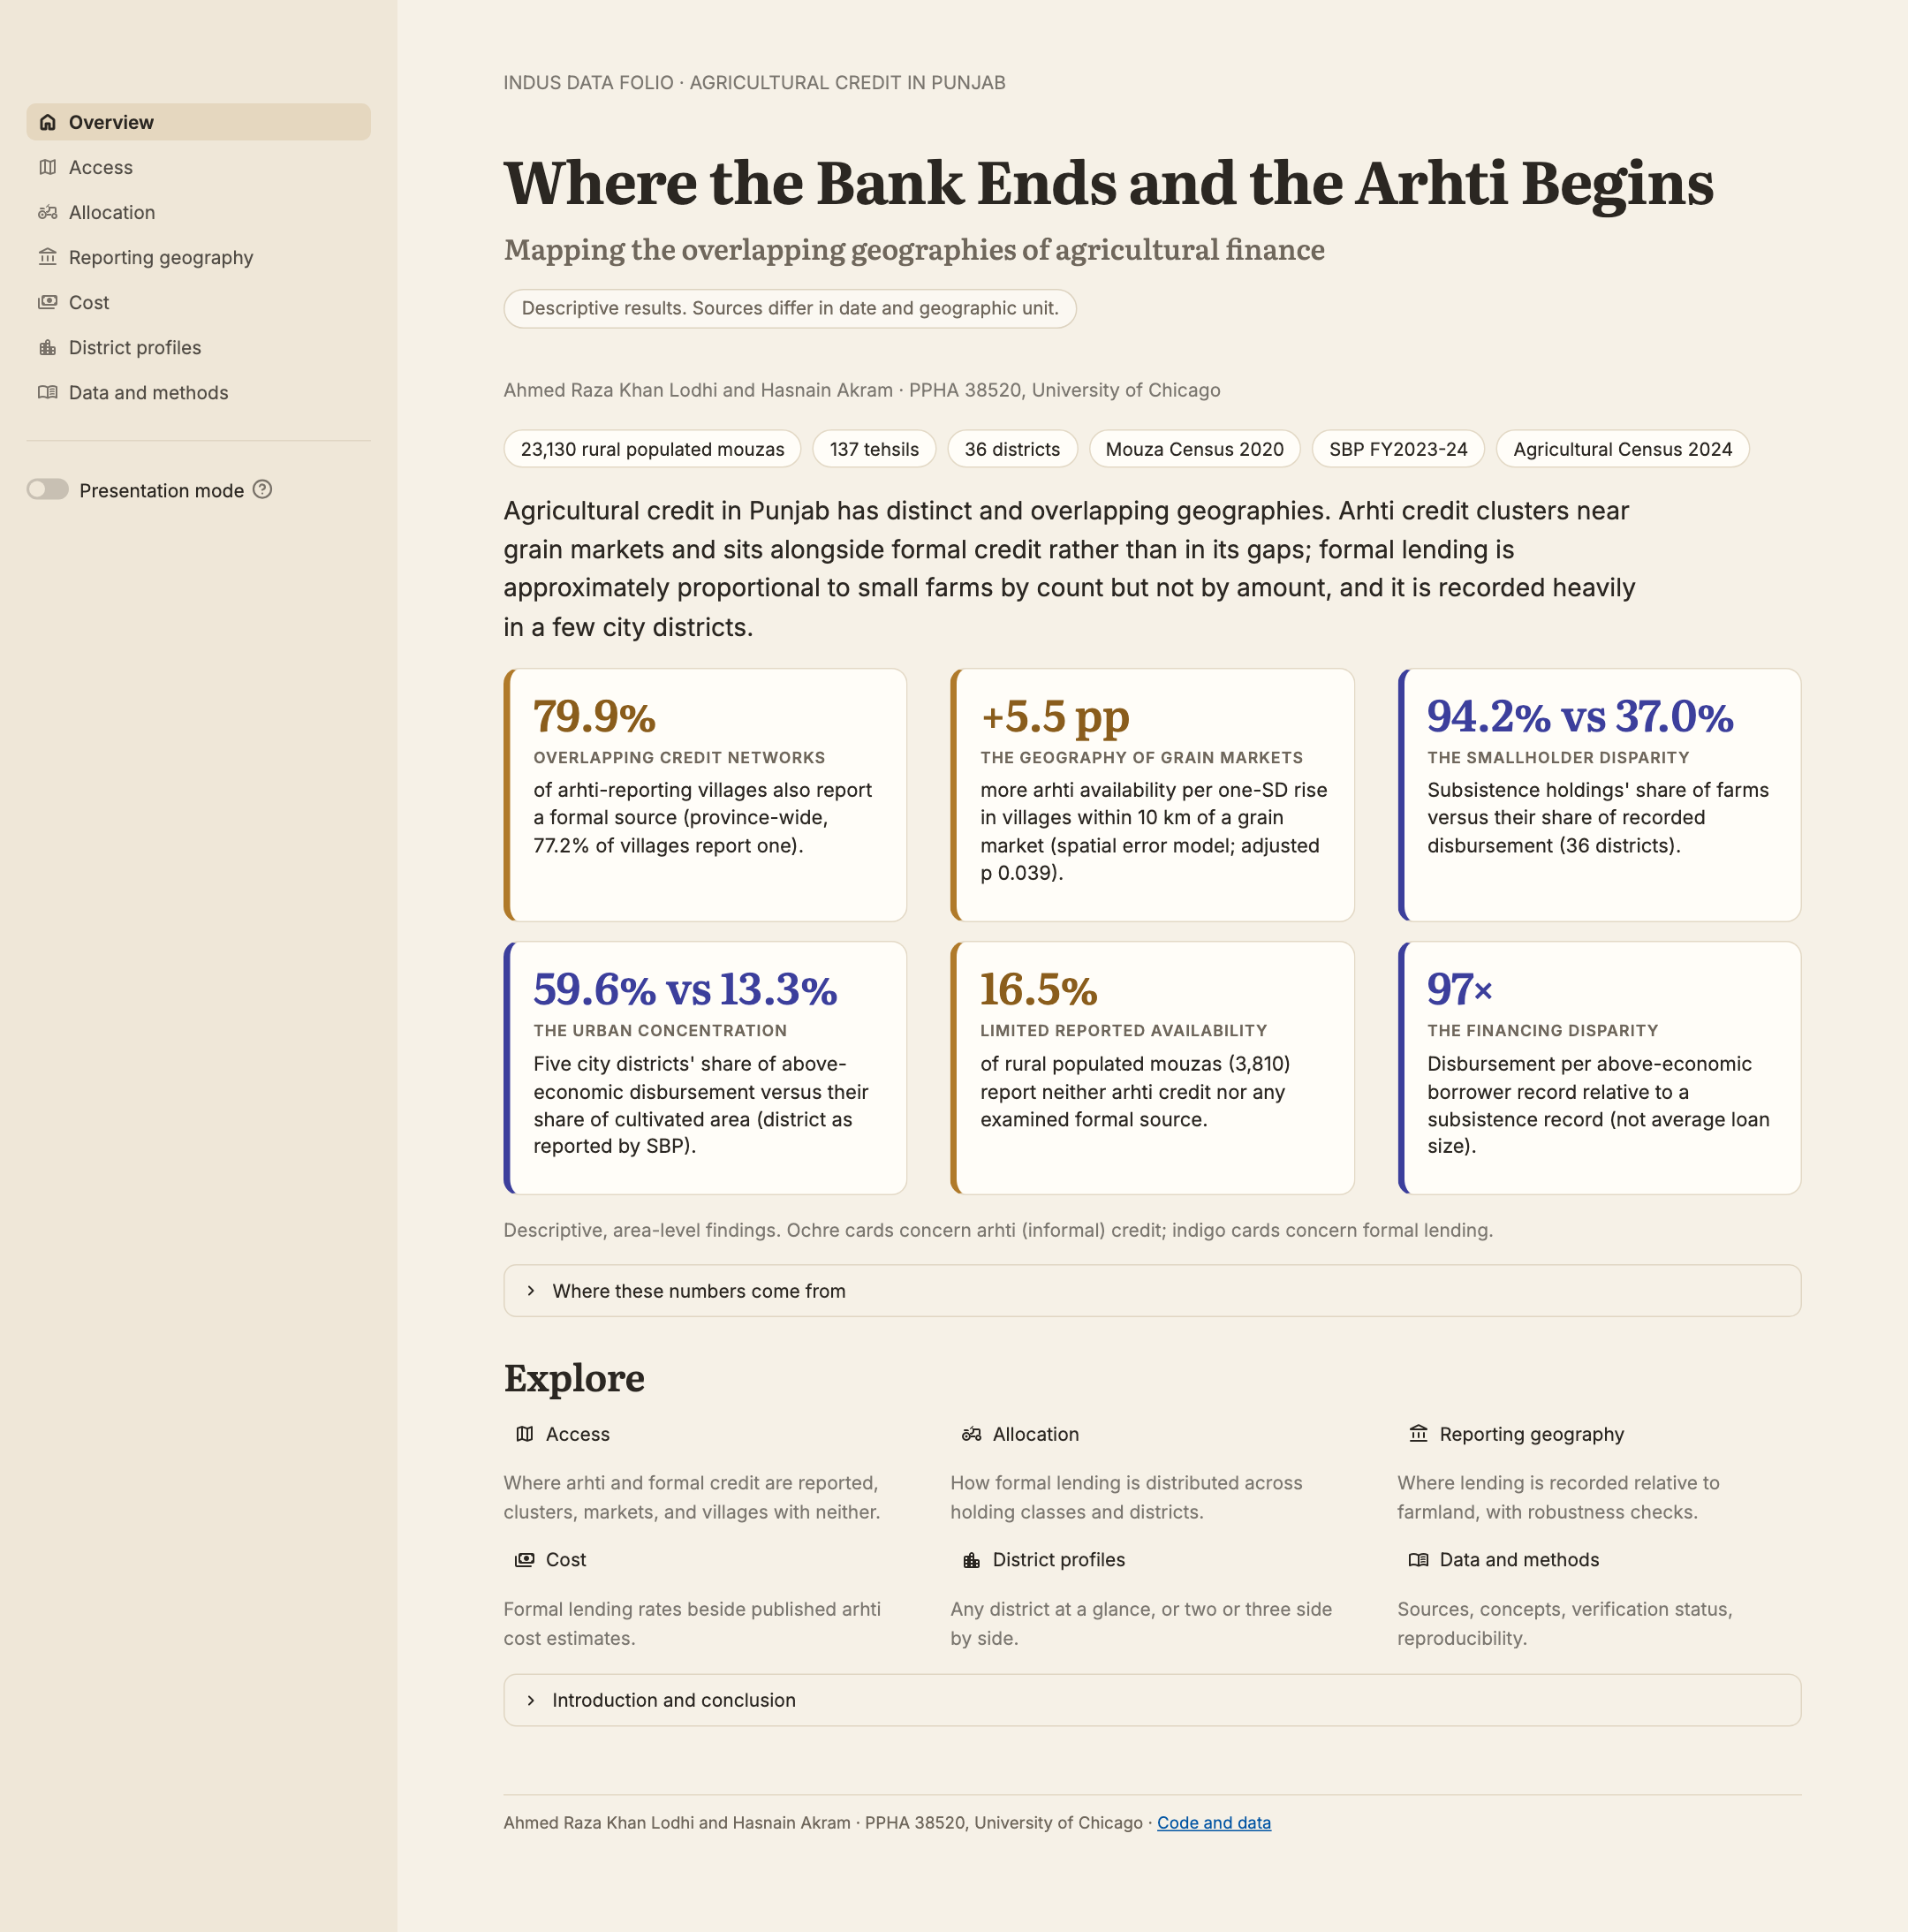 Overview
Access
Allocation
Reporting geography
Cost
District profiles
Data and methods
Presentation mode
INDUS DATA FOLIO · AGRICULTURAL CREDIT IN PUNJAB
Where the Bank Ends and the Arhti Begins
Mapping the overlapping geographies of agricultural finance
Descriptive results. Sources differ in date and geographic unit.
Ahmed Raza Khan Lodhi and Hasnain Akram · PPHA 38520, University of Chicago
23,130 rural populated mouzas
137 tehsils
36 districts
Mouza Census 2020
SBP FY2023-24
Agricultural Census 2024
Agricultural credit in Punjab has distinct and overlapping geographies. Arhti credit clusters near
grain markets and sits alongside formal credit rather than in its gaps; formal lending is
approximately proportional to small farms by count but not by amount, and it is recorded heavily
in a few city districts.
79.9%
OVERLAPPING CREDIT NETWORKS
of arhti-reporting villages also report
a formal source (province-wide,
77.2% of villages report one).
+5.5 pp
THE GEOGRAPHY OF GRAIN MARKETS
more arhti availability per one-SD rise
in villages within 10 km of a grain
market (spatial error model; adjusted
p 0.039).
94.2% vs 37.0%
THE SMALLHOLDER DISPARITY
Subsistence holdings' share of farms
versus their share of recorded
disbursement (36 districts).
59.6% vs 13.3%
THE URBAN CONCENTRATION
Five city districts' share of above-
economic disbursement versus their
share of cultivated area (district as
reported by SBP).
16.5%
LIMITED REPORTED AVAILABILITY
of rural populated mouzas (3,810)
report neither arhti credit nor any
examined formal source.
97×
THE FINANCING DISPARITY
Disbursement per above-economic
borrower record relative to a
subsistence record (not average loan
size).
Descriptive, area-level findings. Ochre cards concern arhti (informal) credit; indigo cards concern formal lending.
Where these numbers come from
Explore
Access
Where arhti and formal credit are reported,
clusters, markets, and villages with neither.
Allocation
How formal lending is distributed across
holding classes and districts.
Reporting geography
Where lending is recorded relative to
farmland, with robustness checks.
Cost
Formal lending rates beside published arhti
cost estimates.
District profiles
Any district at a glance, or two or three side
by side.
Data and methods
Sources, concepts, verification status,
reproducibility.
Introduction and conclusion
Ahmed Raza Khan Lodhi and Hasnain Akram · PPHA 38520, University of Chicago · Code and data